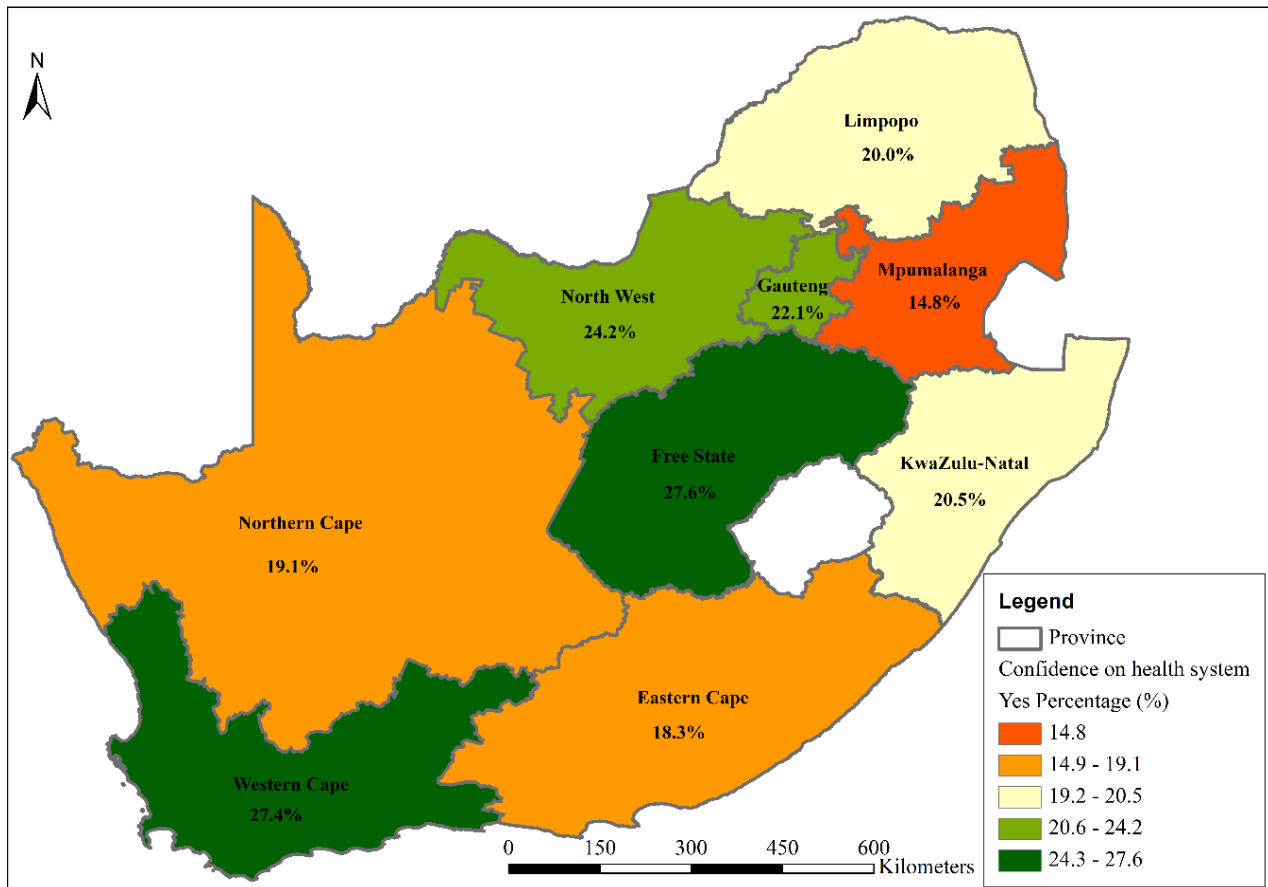 N
Limpopo
20.0%
Mpumalanga
14.8%
Gauteng
22.1%
North West
24.2%
Free State
27.6%
KwaZulu-Natal
20.5%
Northern Cape
19.1%
Eastern Cape
18.3%
Western Cape
27.4%
0 150 300 450 600
Kilometers
Legend
Province
Confidence on health system
Yes Percentage (%)
14.8
14.9 - 19.1
19.2 - 20.5
20.6 - 24.2
24.3 - 27.6